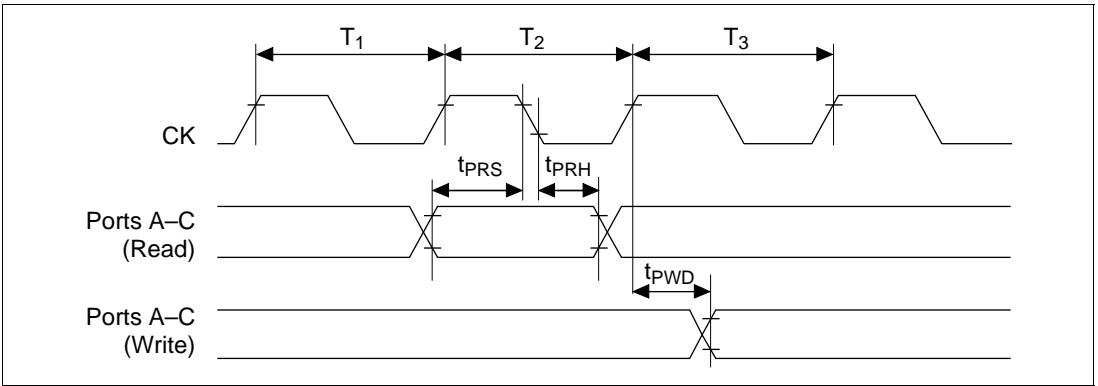 T1 T2 T3
CK
tPRS tPRH
Ports A–C
(Read)
tPWD
Ports A–C
(Write)